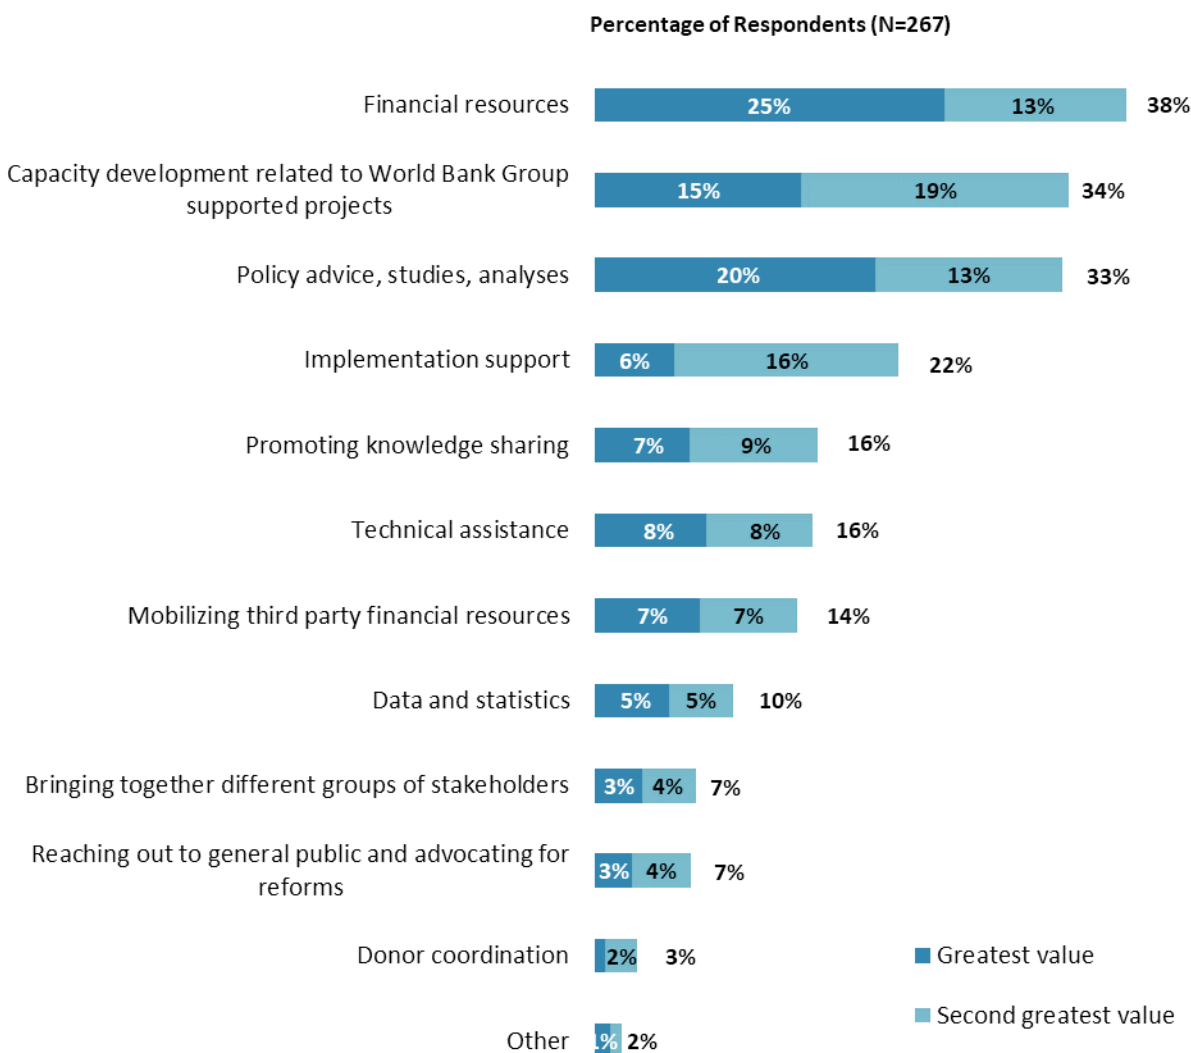 Percentage of Respondents (N=267)
Financial resources 25% 13% 38%
Capacity development related to World Bank Group
supported projects 15% 19% 34%
Policy advice, studies, analyses 20% 13% 33%
Implementation support 6% 16% 22%
Promoting knowledge sharing 7% 9% 16%
Technical assistance 8% 8% 16%
Mobilizing third party financial resources 7% 7% 14%
Data and statistics 5% 5% 10%
Bringing together different groups of stakeholders 3% 4% 7%
Reaching out to general public and advocating for
reforms 3% 4% 7%
Donor coordination 2% 3%
Greatest value
Second greatest value
Other 1% 2%